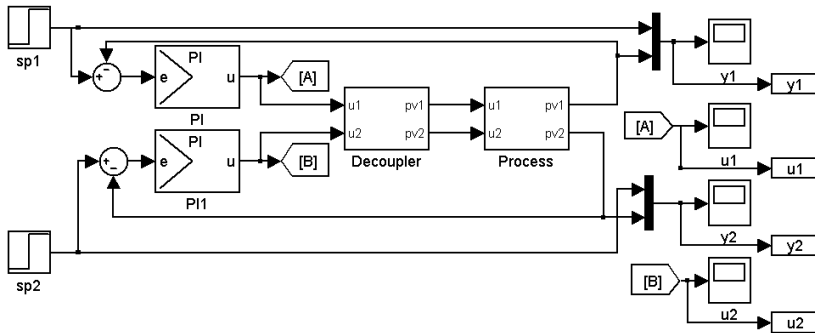 sp1
+
-
e
PI
u
PI
[A]
+
-
e
PI
u
PI1
[B]
u1
u2
pv1
pv2
Decoupler
u1
u2
pv1
pv2
Process
sp2
y1
y1
[A]
u1
u1
y2
y2
[B]
u2
u2